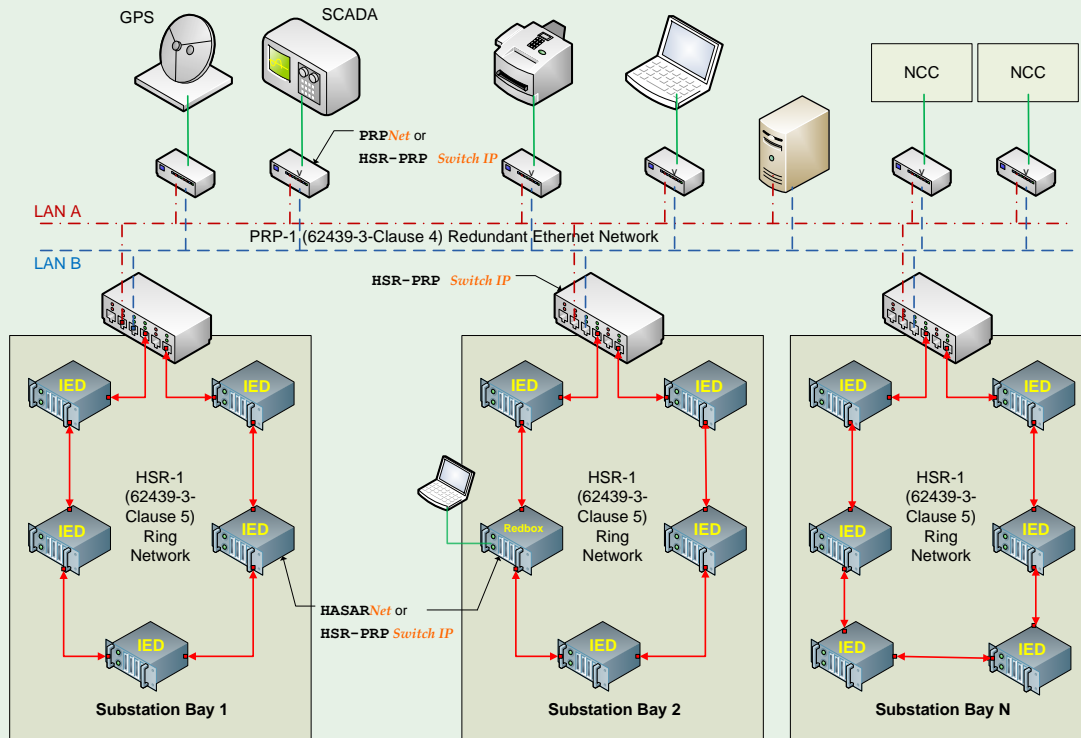 GPS
SCADA
NCC
NCC
PRPNet or
HSR-PRP Switch IP
V
V
V
V
V
LAN A
PRP-1 (62439-3-Clause 4) Redundant Ethernet Network
LAN B
HSR-PRP Switch IP
IED
IED
IED
IED
IED
IED
HSR-1
(62439-3-
Clause 5)
Ring
Network
HSR-1
(62439-3-
Clause 5)
Ring
Network
HSR-1
(62439-3-
Clause 5)
Ring
Network
IED
IED
Redbox
IED
IED
IED
HASARNet or
HSR-PRP Switch IP
IED
IED
IED
IED
Substation Bay 1
Substation Bay 2
Substation Bay N